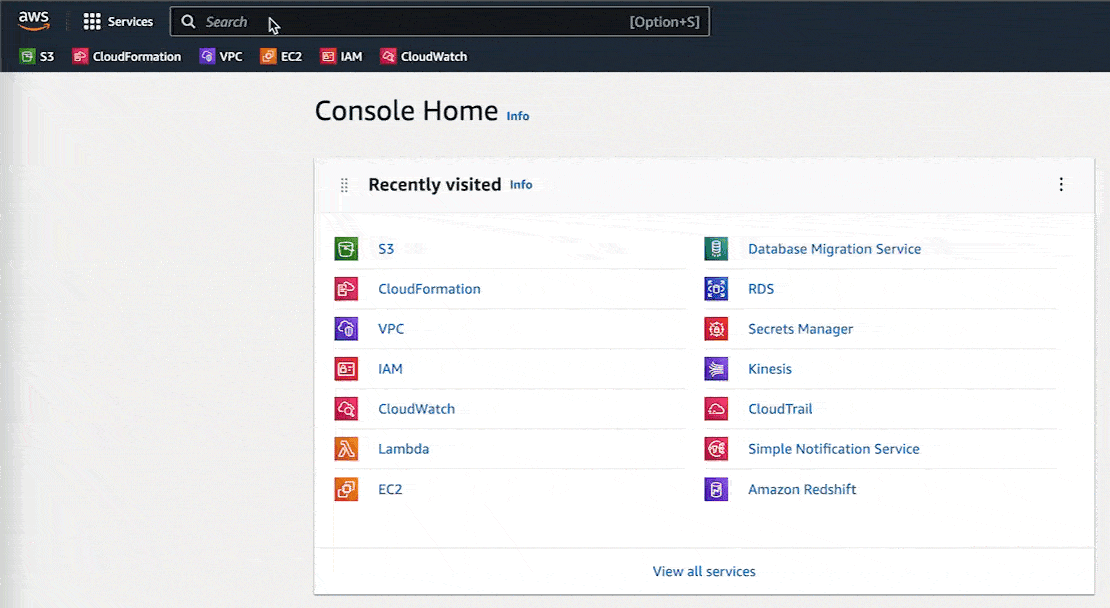 aws Services Search [Option+S]
S3 CloudFormation VPC EC2 IAM CloudWatch
Console Home Info
Recently visited Info
S3
CloudFormation
VPC
IAM
CloudWatch
Lambda
EC2
Database Migration Service
RDS
Secrets Manager
Kinesis
CloudTrail
Simple Notification Service
Amazon Redshift
View all services